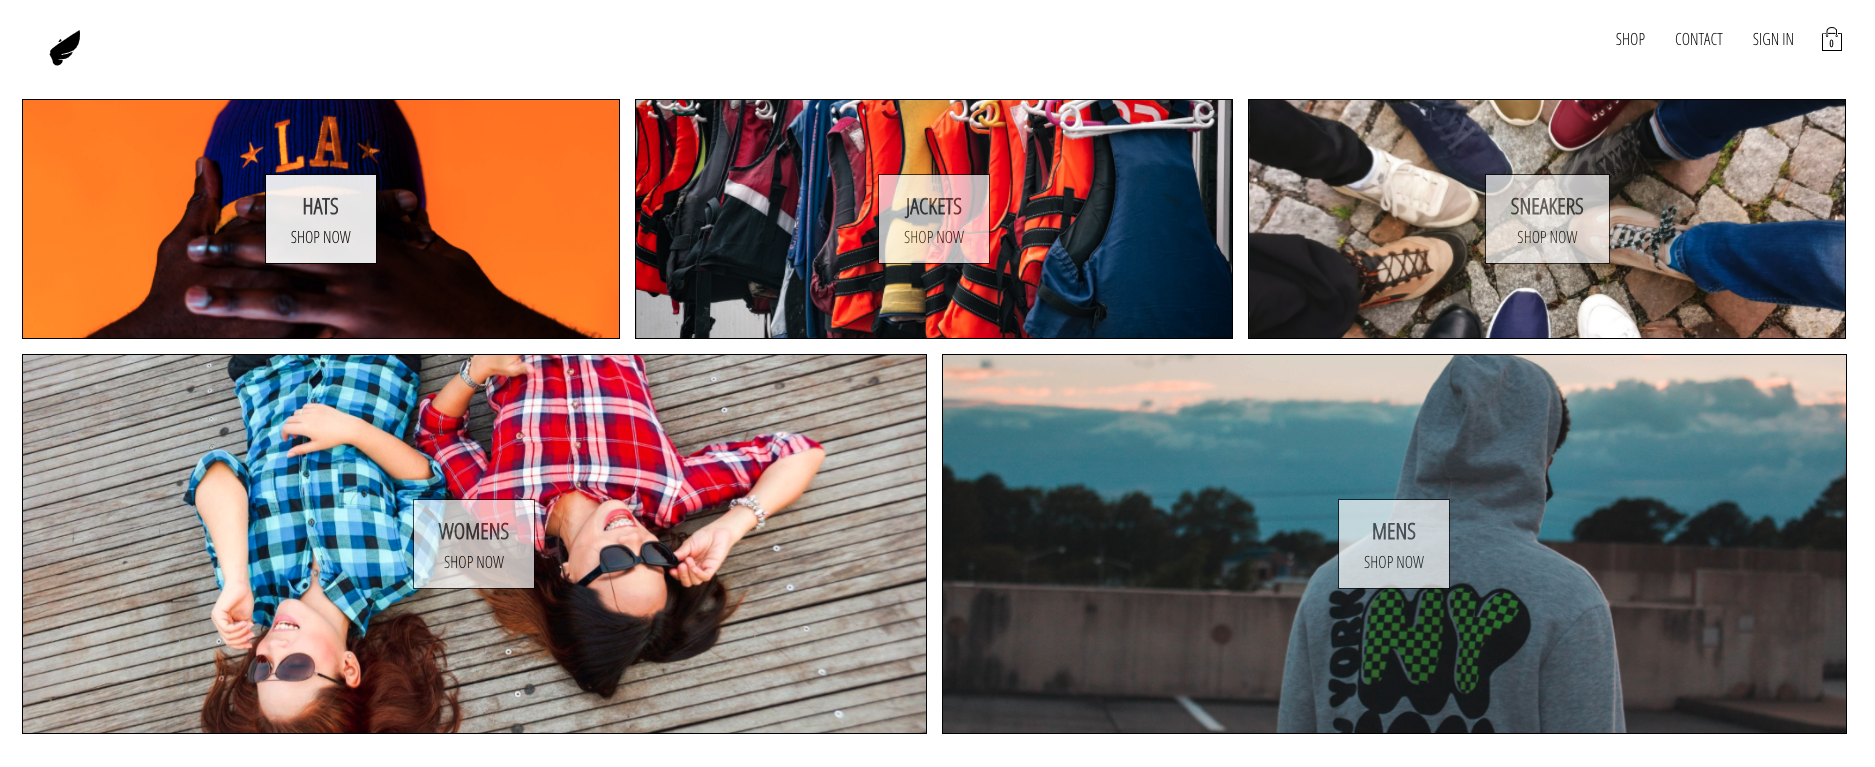 SHOP
CONTACT
SIGN IN
0
LA
HATS
SHOP NOW
JACKETS
SHOP NOW
SNEAKERS
SHOP NOW
WOMENS
SHOP NOW
MENS
SHOP NOW
YORK
NY